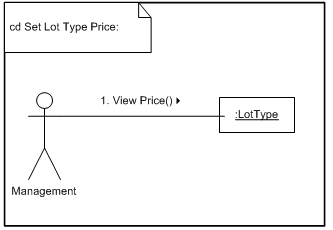 cd Set Lot Type Price:
1. View Price()
:LotType
Management